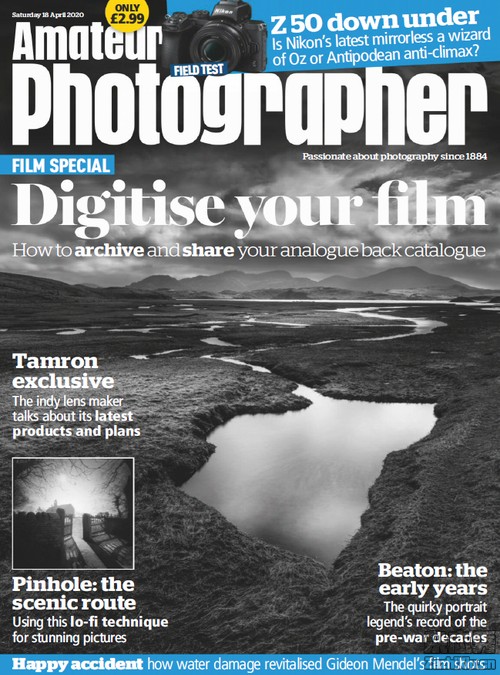 Saturday 18 April 2020
ONLY
£2.99
Amateur
Photographer
FIELD TEST
Z 50 down under
Is Nikon's latest mirrorless a wizard
of Oz or Antipodean anti-climax?
Passionate about photography since 1884
FILM SPECIAL
Digitise your film
How to archive and share your analogue back catalogue
Tamron
exclusive
The indy lens maker
talks about its latest
products and plans
Pinhole: the
scenic route
Using this lo-fi technique
for stunning pictures
Beaton: the
early years
The quirky portrait
legend's record of the
pre-war decades
Happy accident how water damage revitalised Gideon Mendel's film shots